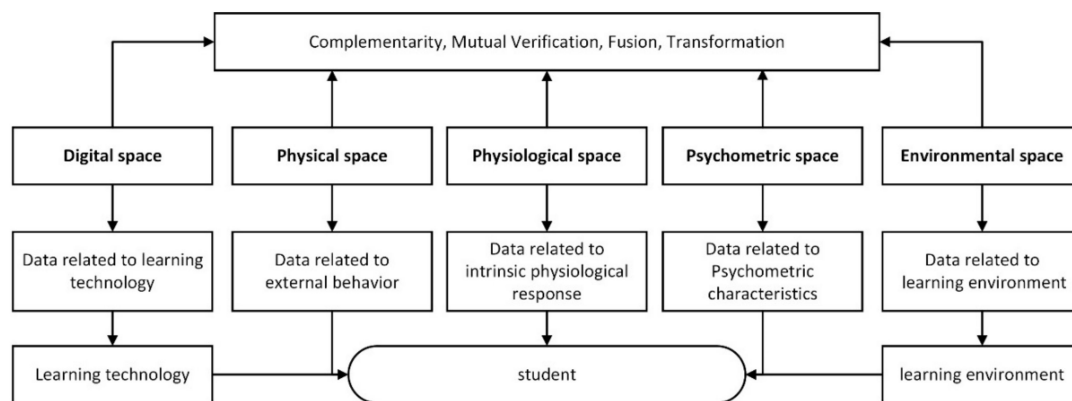 Complementarity, Mutual Verification, Fusion, Transformation
Digital space
Physical space
Physiological space
Psychometric space
Environmental space
Data related to learning
technology
Data related to
external behavior
Data related to
intrinsic physiological
response
Data related to
Psychometric
characteristics
Data related to
learning environment
Learning technology
student
learning environment